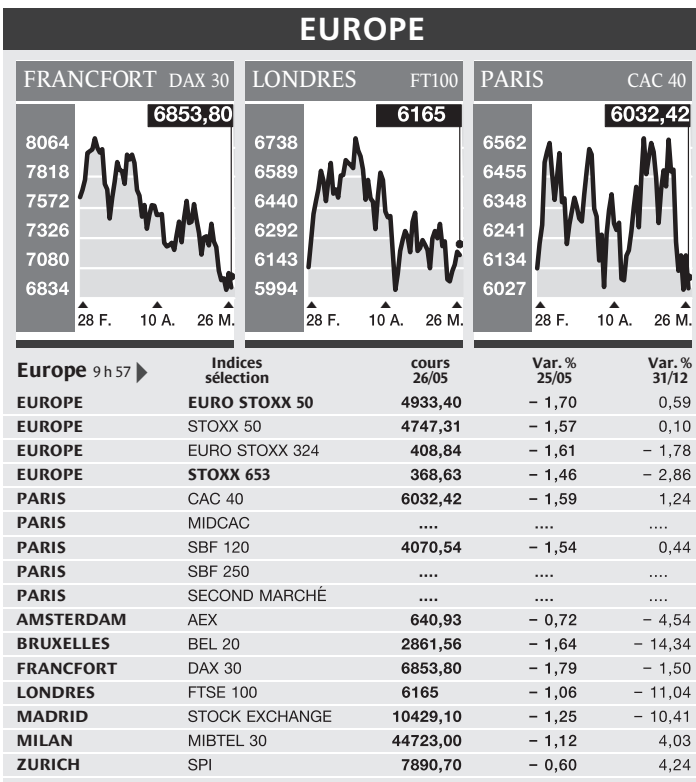 EUROPE
FRANCFORT DAX 30
6853,80
8064
7818
7572
7326
7080
6834
28 F. 10 A. 26 M.
LONDRES FT100
6165
6738
6589
6440
6292
6143
5994
28 F. 10 A. 26 M.
PARIS CAC 40
6032,42
6562
6455
6348
6241
6134
6027
28 F. 10 A. 26 M.
Europe 9 h 57 Indices sélection cours 26/05 Var. % 25/05 Var. % 31/12
EUROPE EURO STOXX 50 4933,40 – 1,70 0,59
EUROPE STOXX 50 4747,31 – 1,57 0,10
EUROPE EURO STOXX 324 408,84 – 1,61 – 1,78
EUROPE STOXX 653 368,63 – 1,46 – 2,86
PARIS CAC 40 6032,42 – 1,59 1,24
PARIS MIDCAC .... .... ....
PARIS SBF 120 4070,54 – 1,54 0,44
PARIS SBF 250 .... .... ....
PARIS SECOND MARCHÉ .... .... ....
AMSTERDAM AEX 640,93 – 0,72 – 4,54
BRUXELLES BEL 20 2861,56 – 1,64 – 14,34
FRANCFORT DAX 30 6853,80 – 1,79 – 1,50
LONDRES FTSE 100 6165 – 1,06 – 11,04
MADRID STOCK EXCHANGE 10429,10 – 1,25 – 10,41
MILAN MIBTEL 30 44723,00 – 1,12 4,03
ZURICH SPI 7890,70 – 0,60 4,24